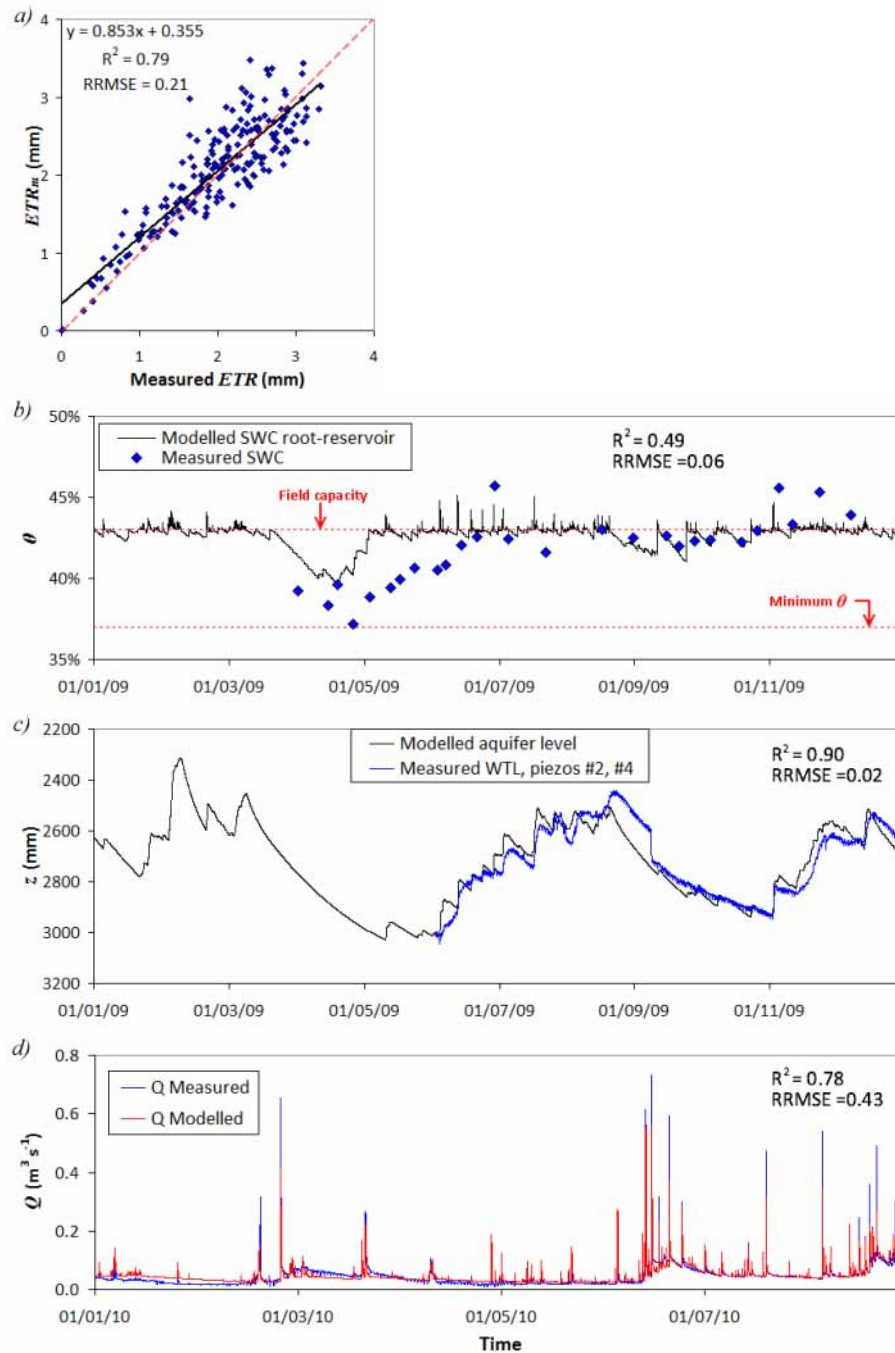 a)
y = 0.853x + 0.355
R² = 0.79
RRMSE = 0.21
ETRm (mm)
4
3
2
1
0
0 1 2 3 4
Measured ETR (mm)
b)
Modelled SWC root-reservoir
Measured SWC
R² = 0.49
RRMSE =0.06
Field capacity
Minimum θ
θ
50%
45%
40%
35%
01/01/09 01/03/09 01/05/09 01/07/09 01/09/09 01/11/09
c)
Modelled aquifer level
Measured WTL, piezos #2, #4
R² = 0.90
RRMSE =0.02
z (mm)
2200
2400
2600
2800
3000
3200
01/01/09 01/03/09 01/05/09 01/07/09 01/09/09 01/11/09
d)
Q Measured
Q Modelled
R² = 0.78
RRMSE =0.43
Q (m³ s⁻¹)
0.8
0.6
0.4
0.2
0.0
01/01/10 01/03/10 01/05/10 01/07/10
Time